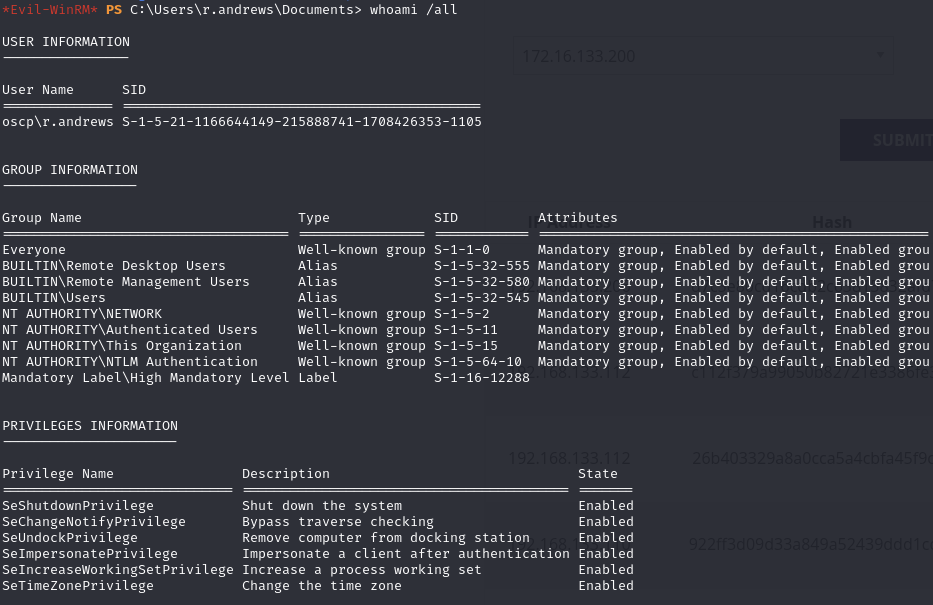 *Evil-WinRM* PS C:\Users\r.andrews\Documents> whoami /all
USER INFORMATION
172.16.133.200
User Name SID
oscp\r.andrews S-1-5-21-1166644149-215888741-1708426353-1105
SUBMIT
GROUP INFORMATION
Group Name Type SID Attributes
IP Address Hash
Everyone Well-known group S-1-1-0 Mandatory group, Enabled by default, Enabled grou
BUILTIN\Remote Desktop Users Alias S-1-5-32-555 Mandatory group, Enabled by default, Enabled grou
BUILTIN\Remote Management Users Alias S-1-5-32-580 Mandatory group, Enabled by default, Enabled grou
BUILTIN\Users Alias S-1-5-32-545 Mandatory group, Enabled by default, Enabled grou
NT AUTHORITY\NETWORK Well-known group S-1-5-2 Mandatory group, Enabled by default, Enabled grou
NT AUTHORITY\Authenticated Users Well-known group S-1-5-11 Mandatory group, Enabled by default, Enabled grou
NT AUTHORITY\This Organization Well-known group S-1-5-15 Mandatory group, Enabled by default, Enabled grou
NT AUTHORITY\NTLM Authentication Well-known group S-1-5-64-10 Mandatory group, Enabled by default, Enabled grou
Mandatory Label\High Mandatory Level Label S-1-16-12288
PRIVILEGES INFORMATION
192.168.133.112
Privilege Name Description State
SeShutdownPrivilege Shut down the system Enabled
SeChangeNotifyPrivilege Bypass traverse checking Enabled
SeUndockPrivilege Remove computer from docking station Enabled
SeImpersonatePrivilege Impersonate a client after authentication Enabled
SeIncreaseWorkingSetPrivilege Increase a process working set Enabled
SeTimeZonePrivilege Change the time zone Enabled